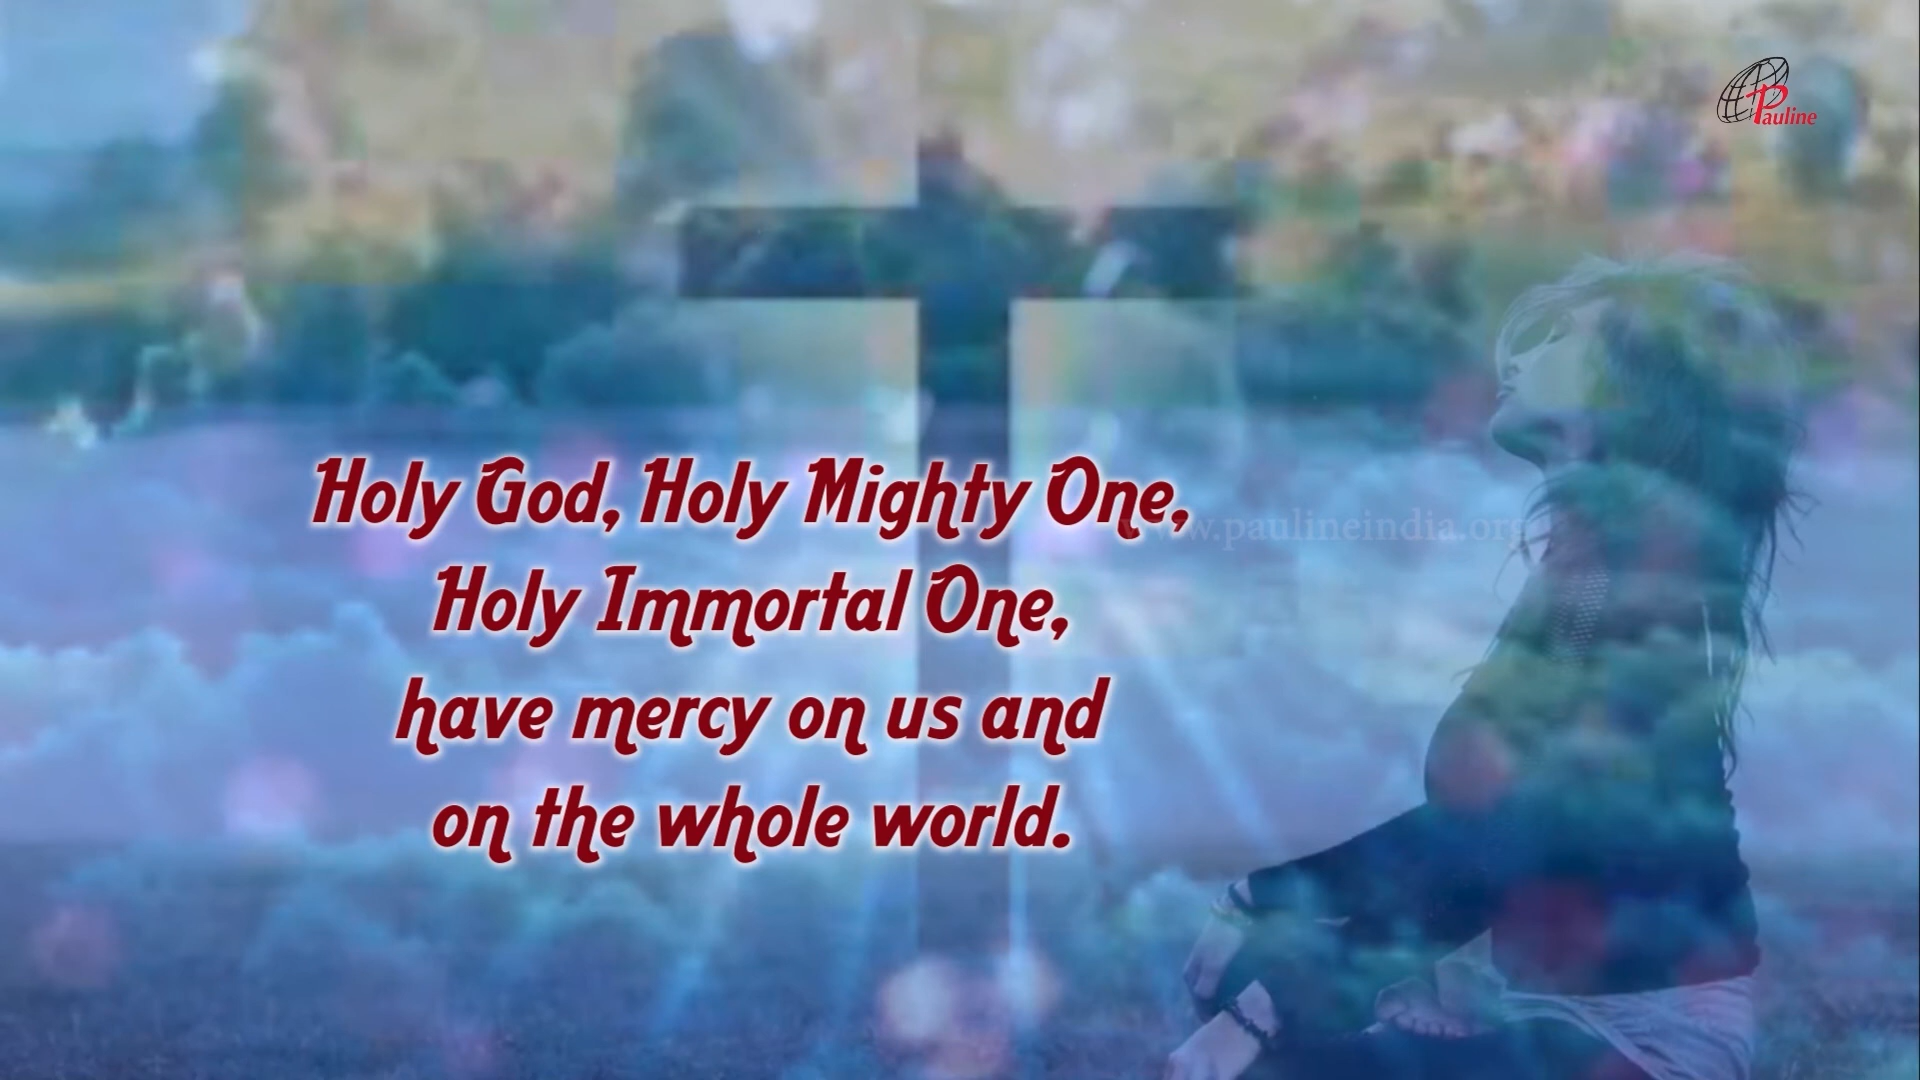 Pauline
Holy God, Holy Mighty One,
www.paulineindia.org
Holy Immortal One,
have mercy on us and
on the whole world.